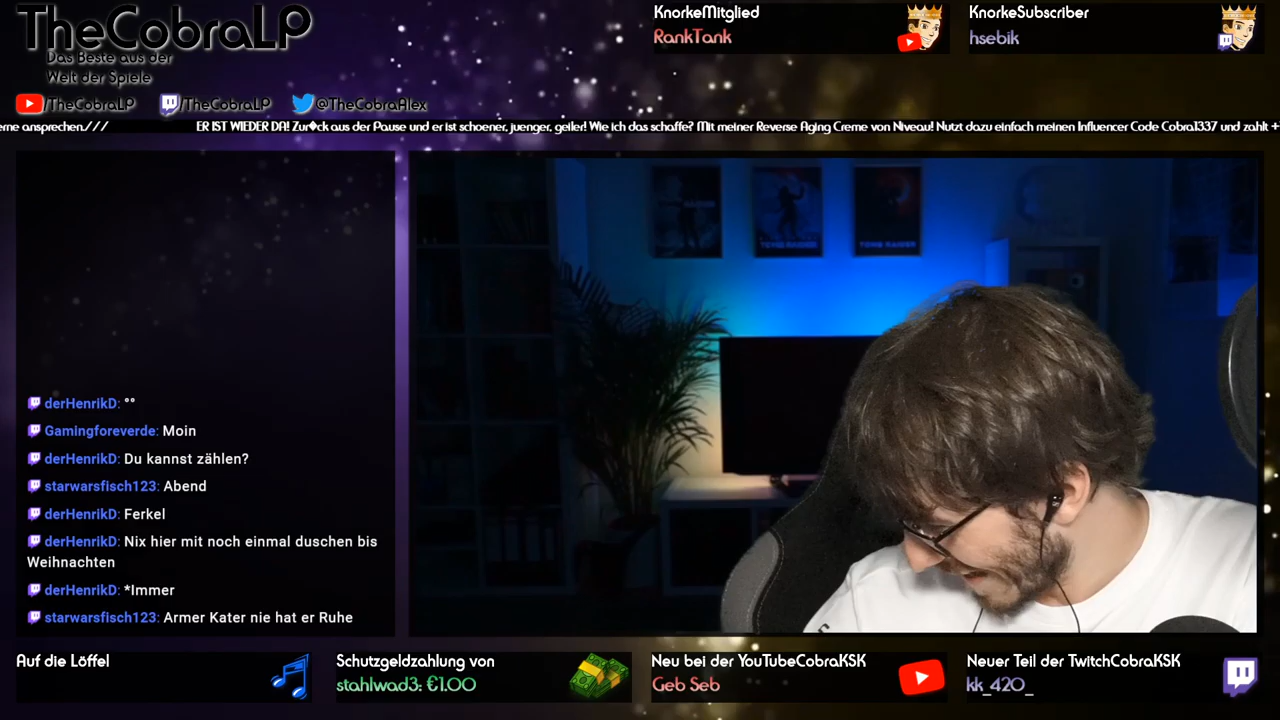 TheCobraLP
Das Beste aus der
Welt der Spiele
/TheCobraLP
/TheCobraLP
@TheCobraAlex
KnorkeMitglied
RankTank
KnorkeSubscriber
hsebik
erne ansprechen./// ER IST WIEDER DA! Zur�ck aus der Pause und er ist schoener, juenger, geiler! Wie ich das schaffe? Mit meiner Reverse Aging Creme von Niveau! Nutzt dazu einfach meinen Influencer Code Cobra1337 und zahlt +
TOMB RAIDER
TOMB RAIDER
derHenrikD: °°
Gamingforeverde: Moin
derHenrikD: Du kannst zählen?
starwarsfisch123: Abend
derHenrikD: Ferkel
derHenrikD: Nix hier mit noch einmal duschen bis
Weihnachten
derHenrikD: *Immer
starwarsfisch123: Armer Kater nie hat er Ruhe
Auf die Löffel
Schutzgeldzahlung von
stahlwad3: €1.00
Neu bei der YouTubeCobraKSK
Geb Seb
Neuer Teil der TwitchCobraKSK
kk_420_